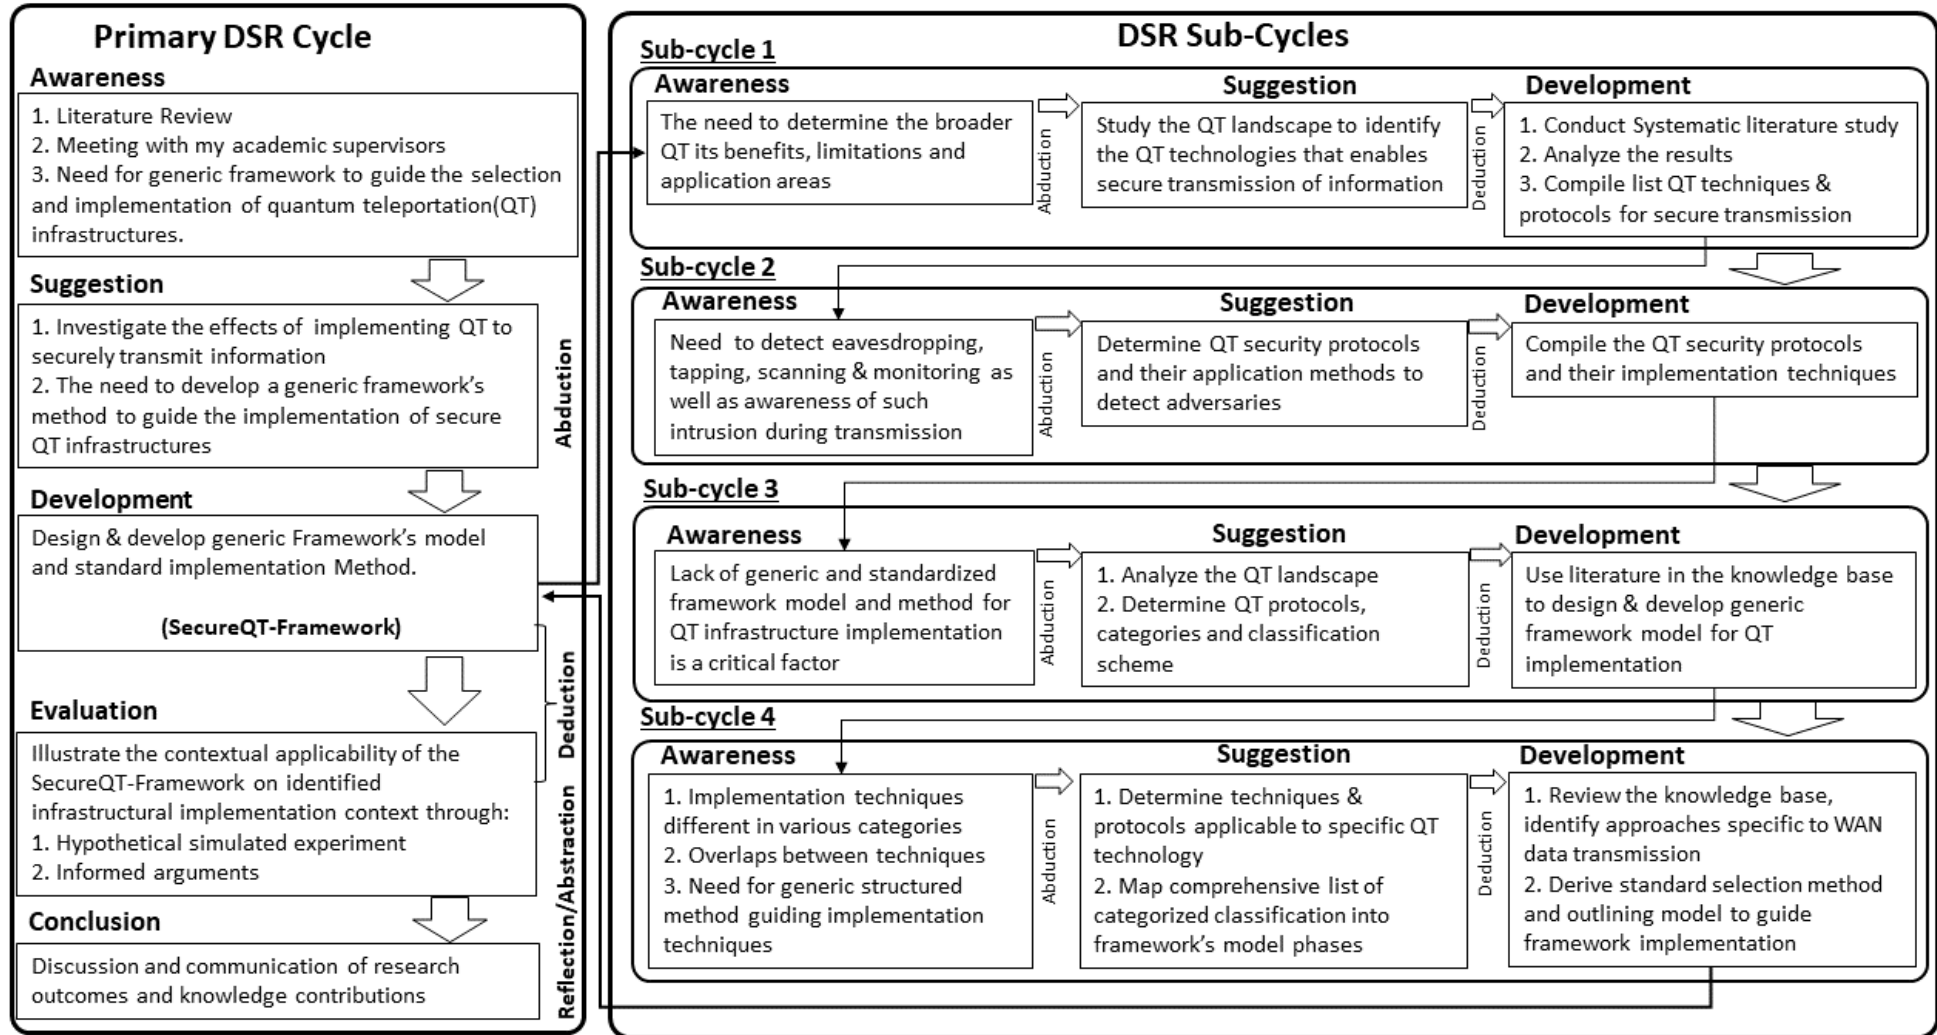 Primary DSR Cycle
Awareness
1. Literature Review
2. Meeting with my academic supervisors
3. Need for generic framework to guide the selection
and implementation of quantum teleportation(QT)
infrastructures.
Suggestion
1. Investigate the effects of implementing QT to
securely transmit information
2. The need to develop a generic framework's
method to guide the implementation of secure
QT infrastructures
Abduction
Development
Design & develop generic Framework's model
and standard implementation Method.
(SecureQT-Framework)
Deduction
Evaluation
Illustrate the contextual applicability of the
SecureQT-Framework on identified
infrastructural implementation context through:
1. Hypothetical simulated experiment
2. Informed arguments
Reflection/Abstraction
Conclusion
Discussion and communication of research
outcomes and knowledge contributions
DSR Sub-Cycles
Sub-cycle 1
Awareness
The need to determine the broader
QT its benefits, limitations and
application areas
Abduction
Suggestion
Study the QT landscape to identify
the QT technologies that enables
secure transmission of information
Deduction
Development
1. Conduct Systematic literature study
2. Analyze the results
3. Compile list QT techniques &
protocols for secure transmission
Sub-cycle 2
Awareness
Need to detect eavesdropping,
tapping, scanning & monitoring as
well as awareness of such
intrusion during transmission
Abduction
Suggestion
Determine QT security protocols
and their application methods to
detect adversaries
Deduction
Development
Compile the QT security protocols
and their implementation techniques
Sub-cycle 3
Awareness
Lack of generic and standardized
framework model and method for
QT infrastructure implementation
is a critical factor
Abduction
Suggestion
1. Analyze the QT landscape
2. Determine QT protocols,
categories and classification
scheme
Deduction
Development
Use literature in the knowledge base
to design & develop generic
framework model for QT
implementation
Sub-cycle 4
Awareness
1. Implementation techniques
different in various categories
2. Overlaps between techniques
3. Need for generic structured
method guiding implementation
techniques
Abduction
Suggestion
1. Determine techniques &
protocols applicable to specific QT
technology
2. Map comprehensive list of
categorized classification into
framework's model phases
Deduction
Development
1. Review the knowledge base,
identify approaches specific to WAN
data transmission
2. Derive standard selection method
and outlining model to guide
framework implementation